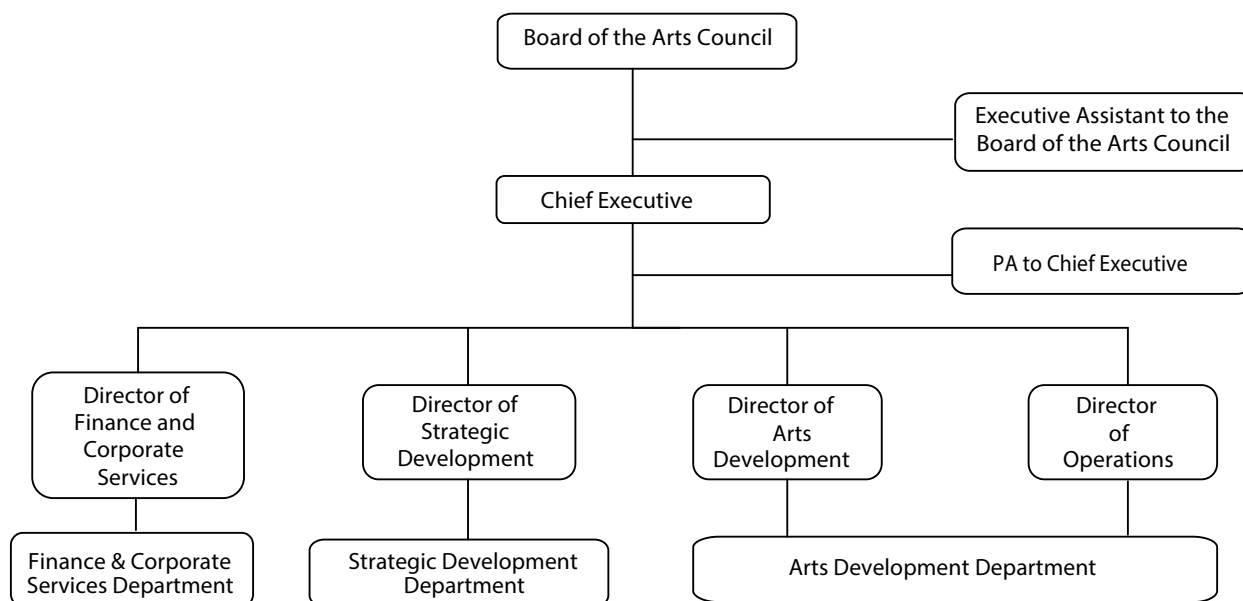 Board of the Arts Council
Executive Assistant to the
Board of the Arts Council
Chief Executive
PA to Chief Executive
Director of
Finance and
Corporate
Services
Director of
Strategic
Development
Director of
Arts
Development
Director
of
Operations
Finance & Corporate
Services Department
Strategic Development
Department
Arts Development Department